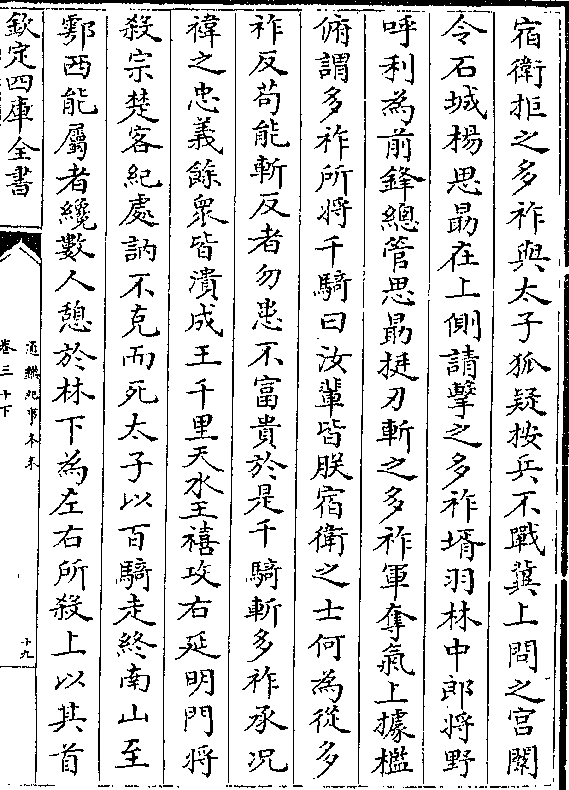 宿衛拒之多祚與太子狐疑按兵不戰冀上問之宮闈
令石城楊思勗在上側請擊之多祚壻羽林中郎將野
呼利為前鋒總管思勗挺刃斬之多祚軍奪氣上據檻
俯謂多祚所將千騎曰汝輩皆朕宿衛之士何為從多
祚反苟能斬反者勿患不富貴於是千騎斬多祚承况
禕之忠義餘衆皆潰成王千里天水王禧攻右延明門將
殺宗楚客紀處訥不克而死太子以百騎走終南山至
鄠西能屬者纔數人憩於林下為左右所殺上以其首
欽定四庫全書
通鑑紀事本末
卷三十下
十九